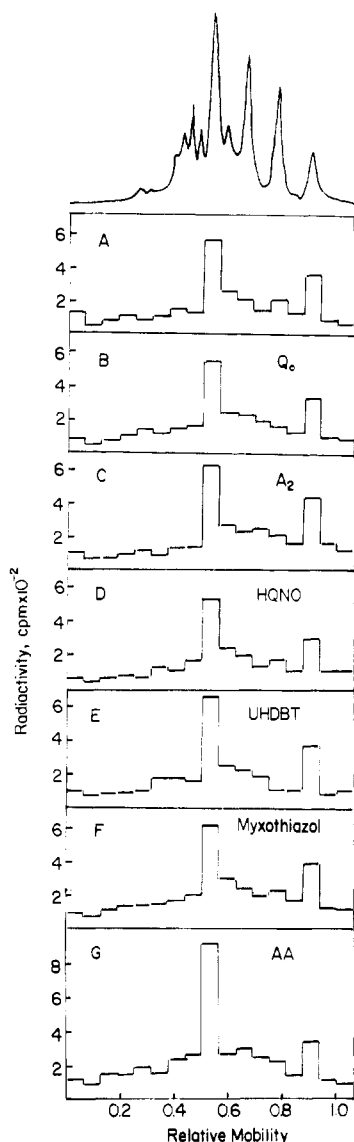 A
6
4
2
B
Qo
6
4
2
C
A2
6
4
2
D
HQNO
6
4
2
E
UHDBT
6
4
2
F
Myxothiazol
6
4
2
G
AA
8
6
4
2
Radioactivity, cpm×10-2
0.2 0.4 0.6 0.8 1.0
Relative Mobility